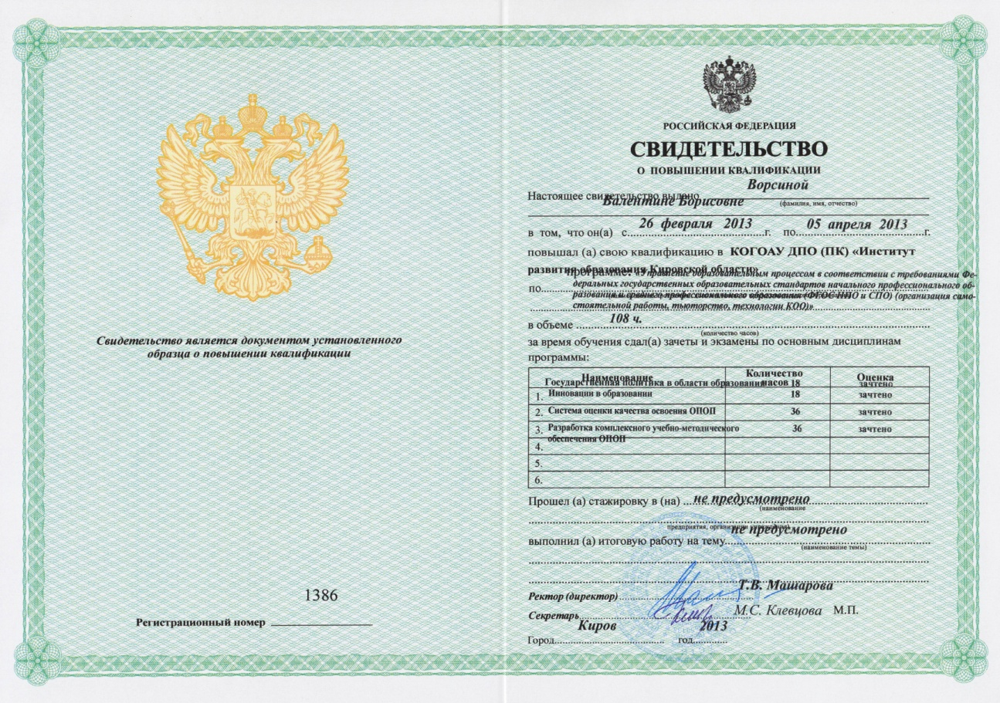 Свидетельство является документом установленного
образца о повышении квалификации
1386
Регистрационный номер
РОССИЙСКАЯ ФЕДЕРАЦИЯ
СВИДЕТЕЛЬСТВО
О ПОВЫШЕНИИ КВАЛИФИКАЦИИ
Ворсиной
Настоящее свидетельство выдано
Валентине Борисовне
(фамилия, имя, отчество)
в том, что он(а) с 26 февраля 2013 г. по 05 апреля 2013 г.
повышал (а) свою квалификацию в КОГОАУ ДПО (ПК) «Институт
развития образования Кировской области»
программе: «Управление образовательным процессом в соответствии с требованиями Фе-
деральных государственных образовательных стандартов начального профессионального об-
по
разования и среднего профессионального образования (ФГОС НПО и СПО) (организация само-
стоятельной работы, тьюторство, технологии КОО)»
в объеме 108 ч.
(количество часов)
за время обучения сдал(а) зачеты и экзамены по основным дисциплинам
программы:
Наименование Количество часов Оценка
Государственная политика в области образования 18 зачтено
1. Инновации в образовании 18 зачтено
2. Система оценки качества освоения ОПОП 36 зачтено
3. Разработка комплексного учебно-методического 36 зачтено
обеспечения ОПОП
4.
5.
6.
Прошел (а) стажировку в (на) не предусмотрено
(наименование
предприятия, организации, учреждения)
не предусмотрено
выполнил (а) итоговую работу на тему
(наименование темы)
Ректор (директор) Т.В. Машарова
Секретарь М.С. Клевцова М.П.
Киров 2013
Город год